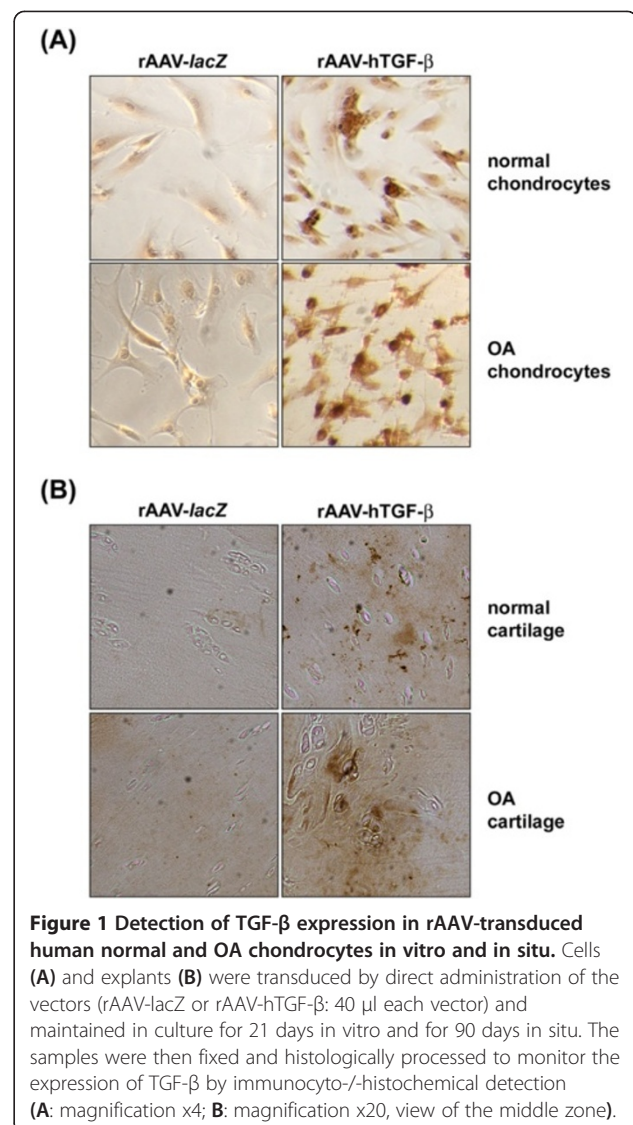 (A)
rAAV-lacZ rAAV-hTGF-β
normal
chondrocytes
OA
chondrocytes
(B)
rAAV-lacZ rAAV-hTGF-β
normal
cartilage
OA
cartilage
Figure 1 Detection of TGF-β expression in rAAV-transduced
human normal and OA chondrocytes in vitro and in situ. Cells
(A) and explants (B) were transduced by direct administration of the
vectors (rAAV-lacZ or rAAV-hTGF-β: 40 μl each vector) and
maintained in culture for 21 days in vitro and for 90 days in situ. The
samples were then fixed and histologically processed to monitor the
expression of TGF-β by immunocyto-/-histochemical detection
(A: magnification x4; B: magnification x20, view of the middle zone).